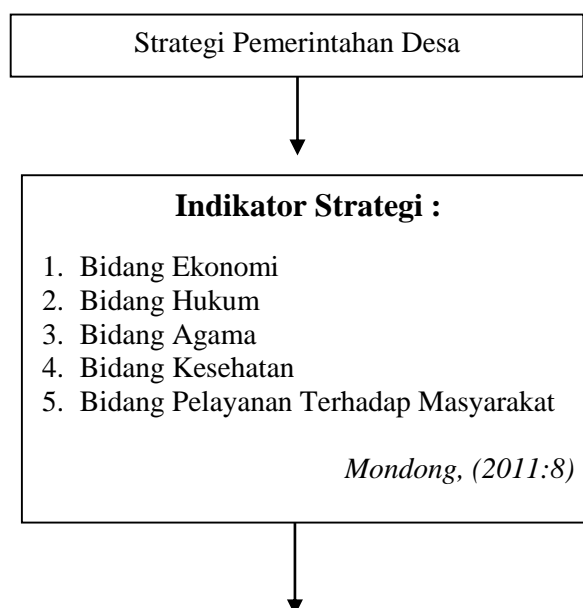 Strategi Pemerintahan Desa
Indikator Strategi :
1. Bidang Ekonomi
2. Bidang Hukum
3. Bidang Agama
4. Bidang Kesehatan
5. Bidang Pelayanan Terhadap Masyarakat
Mondong, (2011:8)